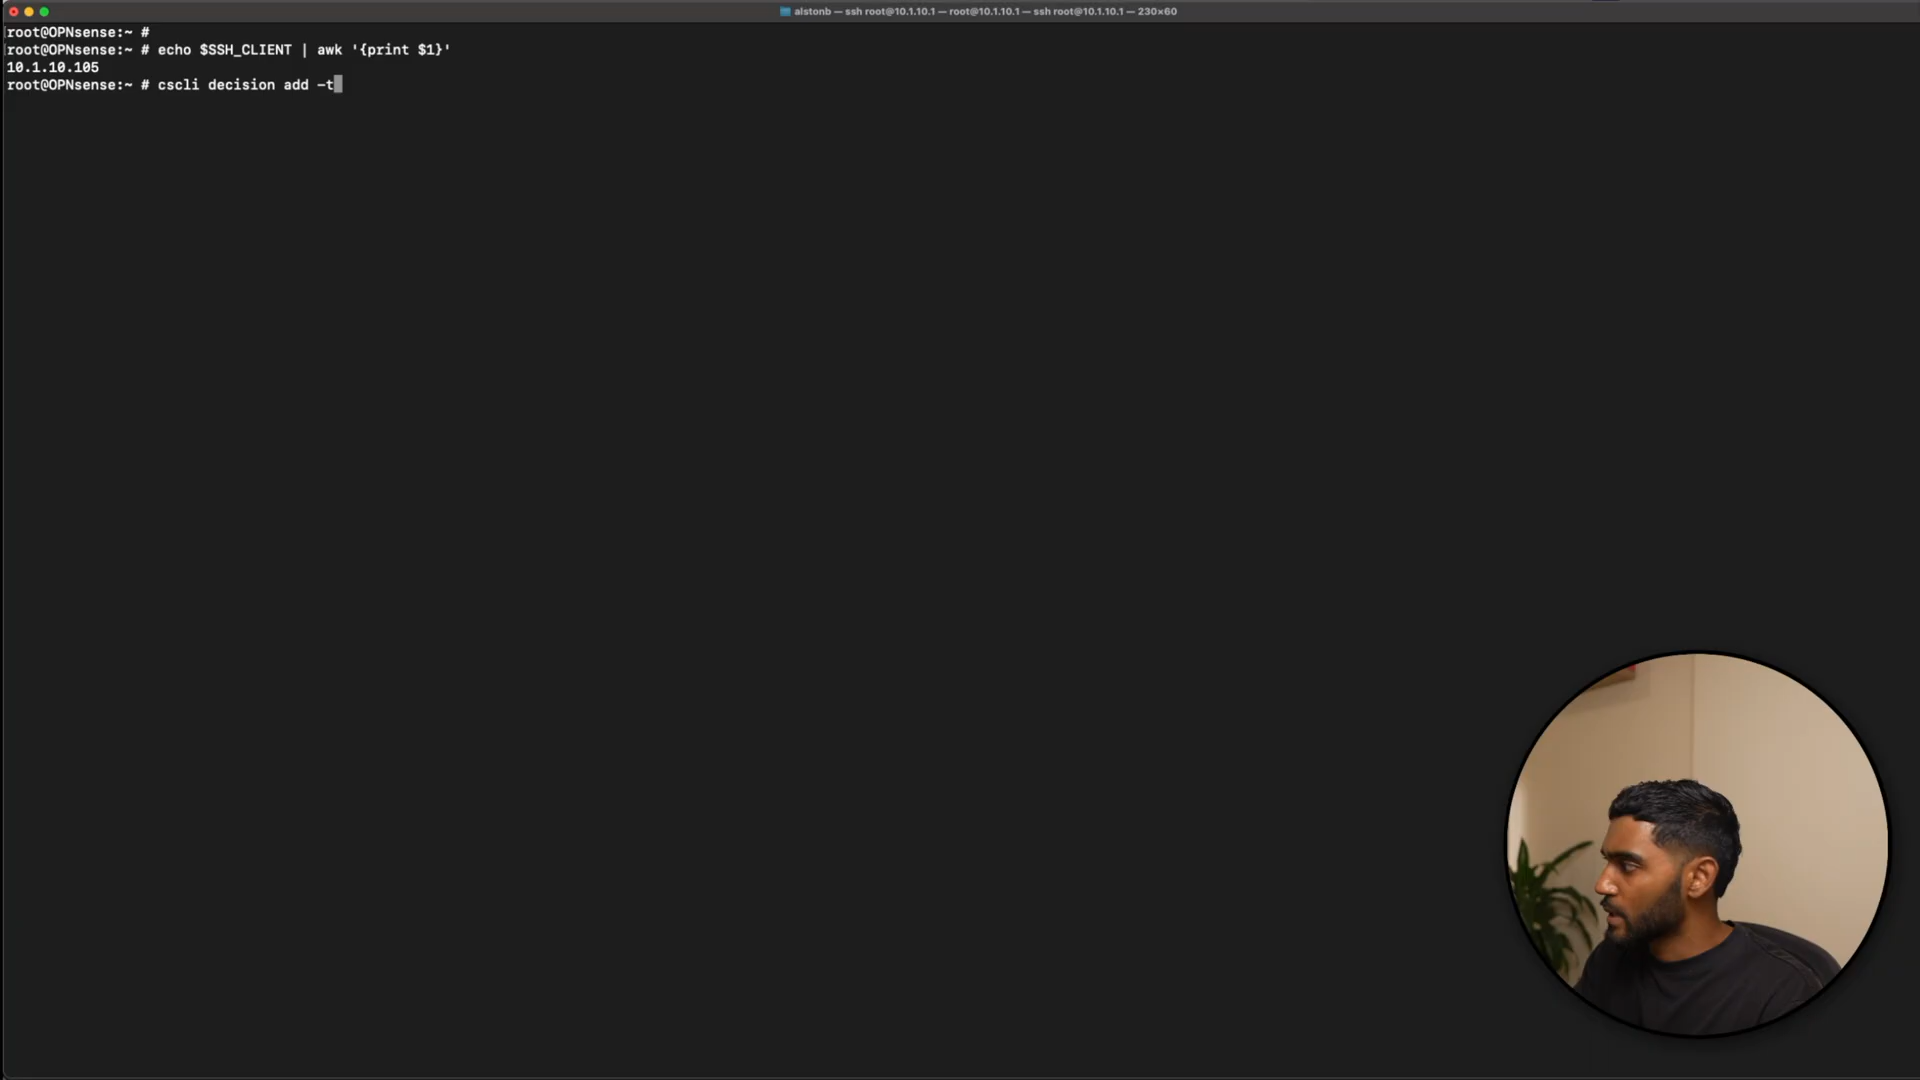 alstonb — ssh root@10.1.10.1 — root@10.1.10.1 — ssh root@10.1.10.1 — 230×60
root@OPNsense:~ #
root@OPNsense:~ # echo $SSH_CLIENT | awk '{print $1}'
10.1.10.105
root@OPNsense:~ # cscli decision add -t